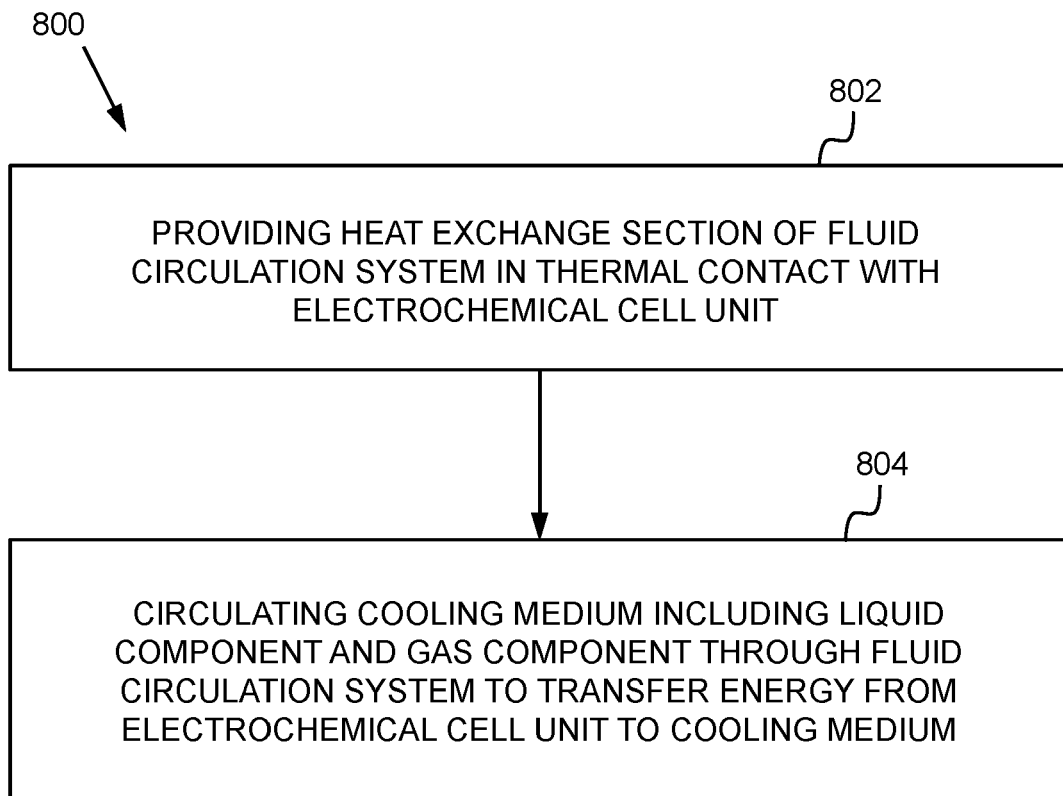 800
802
PROVIDING HEAT EXCHANGE SECTION OF FLUID
CIRCULATION SYSTEM IN THERMAL CONTACT WITH
ELECTROCHEMICAL CELL UNIT
804
CIRCULATING COOLING MEDIUM INCLUDING LIQUID
COMPONENT AND GAS COMPONENT THROUGH FLUID
CIRCULATION SYSTEM TO TRANSFER ENERGY FROM
ELECTROCHEMICAL CELL UNIT TO COOLING MEDIUM